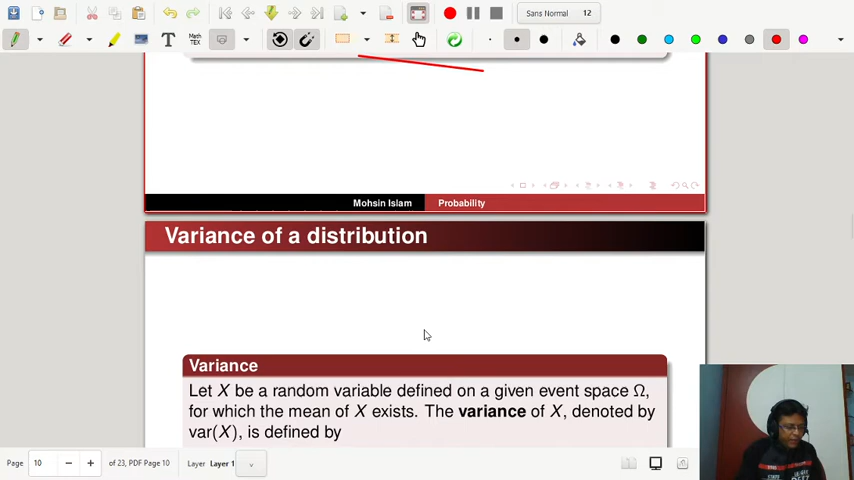 Sans Normal 12
Math
TEX
T
Mohsin Islam Probability
Variance of a distribution
Variance
Let X be a random variable defined on a given event space Ω,
for which the mean of X exists. The variance of X, denoted by
var(X), is defined by
Page 10 − + of 23, PDF Page 10 Layer Layer 1